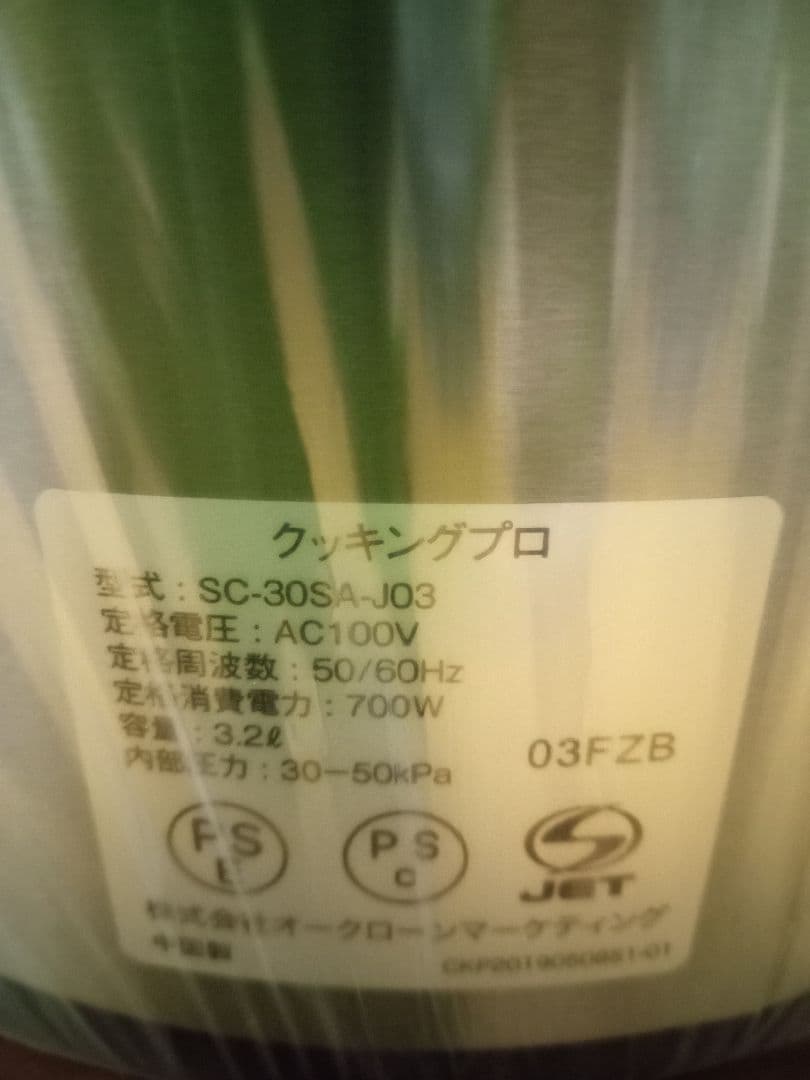 クッキングプロ
型式：SC-30SA-J03
定格電圧：AC100V
定格周波数：50/60Hz
定格消費電力：700W
容量：3.2ℓ
内部圧力：30－50kPa
03FZB
PS
E
PS
C
JET
株式会社オークローンマーケティング
中国製